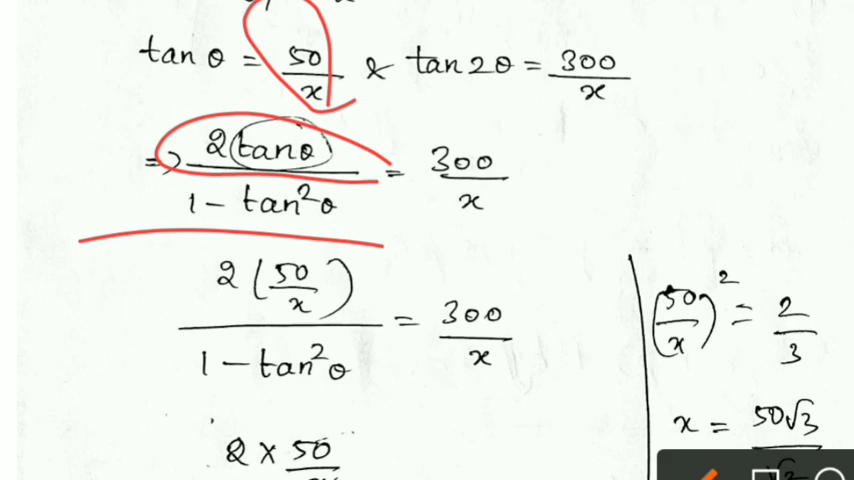 tan θ = 50/x & tan 2θ = 300/x
=> 2 tanθ / 1 - tan²θ = 300/x
2 (50/x) / 1 - tan²θ = 300/x
2 × 50
(50/x)² = 2/3
x = 50√3